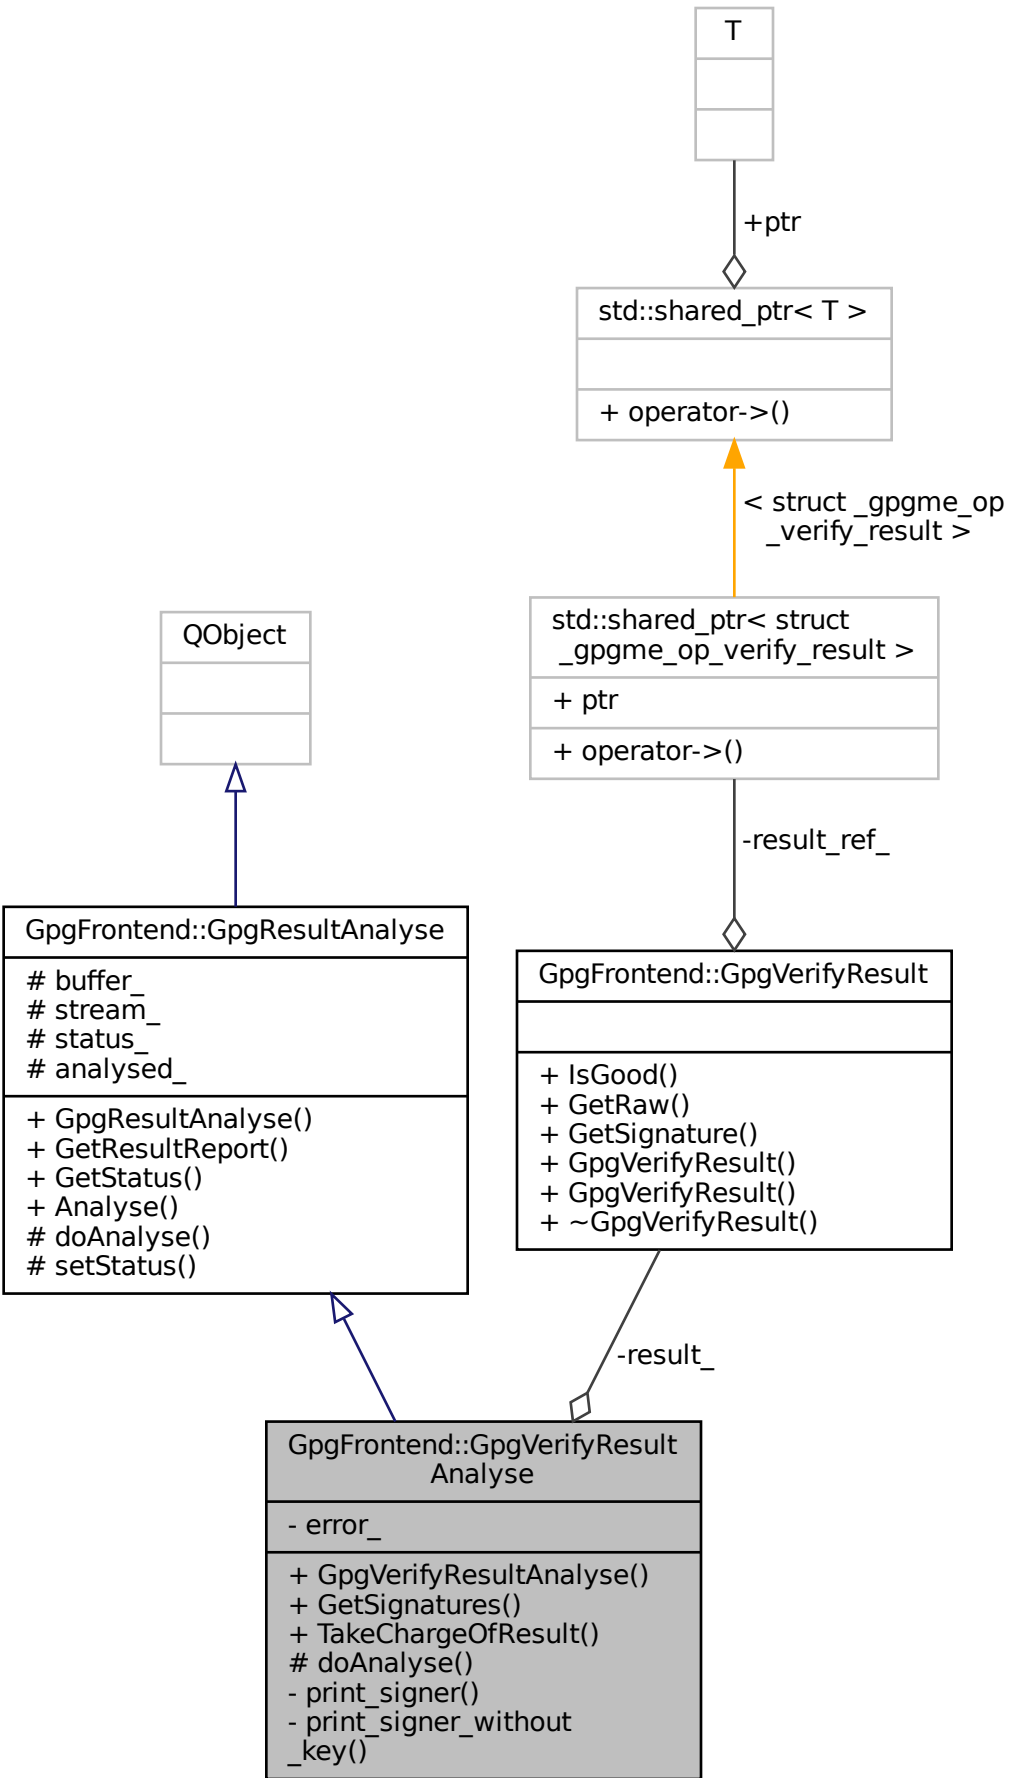 T
+ptr
std::shared_ptr< T >
+ operator->()
< struct _gpgme_op
_verify_result >
std::shared_ptr< struct
_gpgme_op_verify_result >
+ ptr
+ operator->()
QObject
-result_ref_
GpgFrontend::GpgResultAnalyse
# buffer_
# stream_
# status_
# analysed_
+ GpgResultAnalyse()
+ GetResultReport()
+ GetStatus()
+ Analyse()
# doAnalyse()
# setStatus()
GpgFrontend::GpgVerifyResult
+ IsGood()
+ GetRaw()
+ GetSignature()
+ GpgVerifyResult()
+ GpgVerifyResult()
+ ~GpgVerifyResult()
-result_
GpgFrontend::GpgVerifyResult
Analyse
- error_
+ GpgVerifyResultAnalyse()
+ GetSignatures()
+ TakeChargeOfResult()
# doAnalyse()
- print_signer()
- print_signer_without
_key()